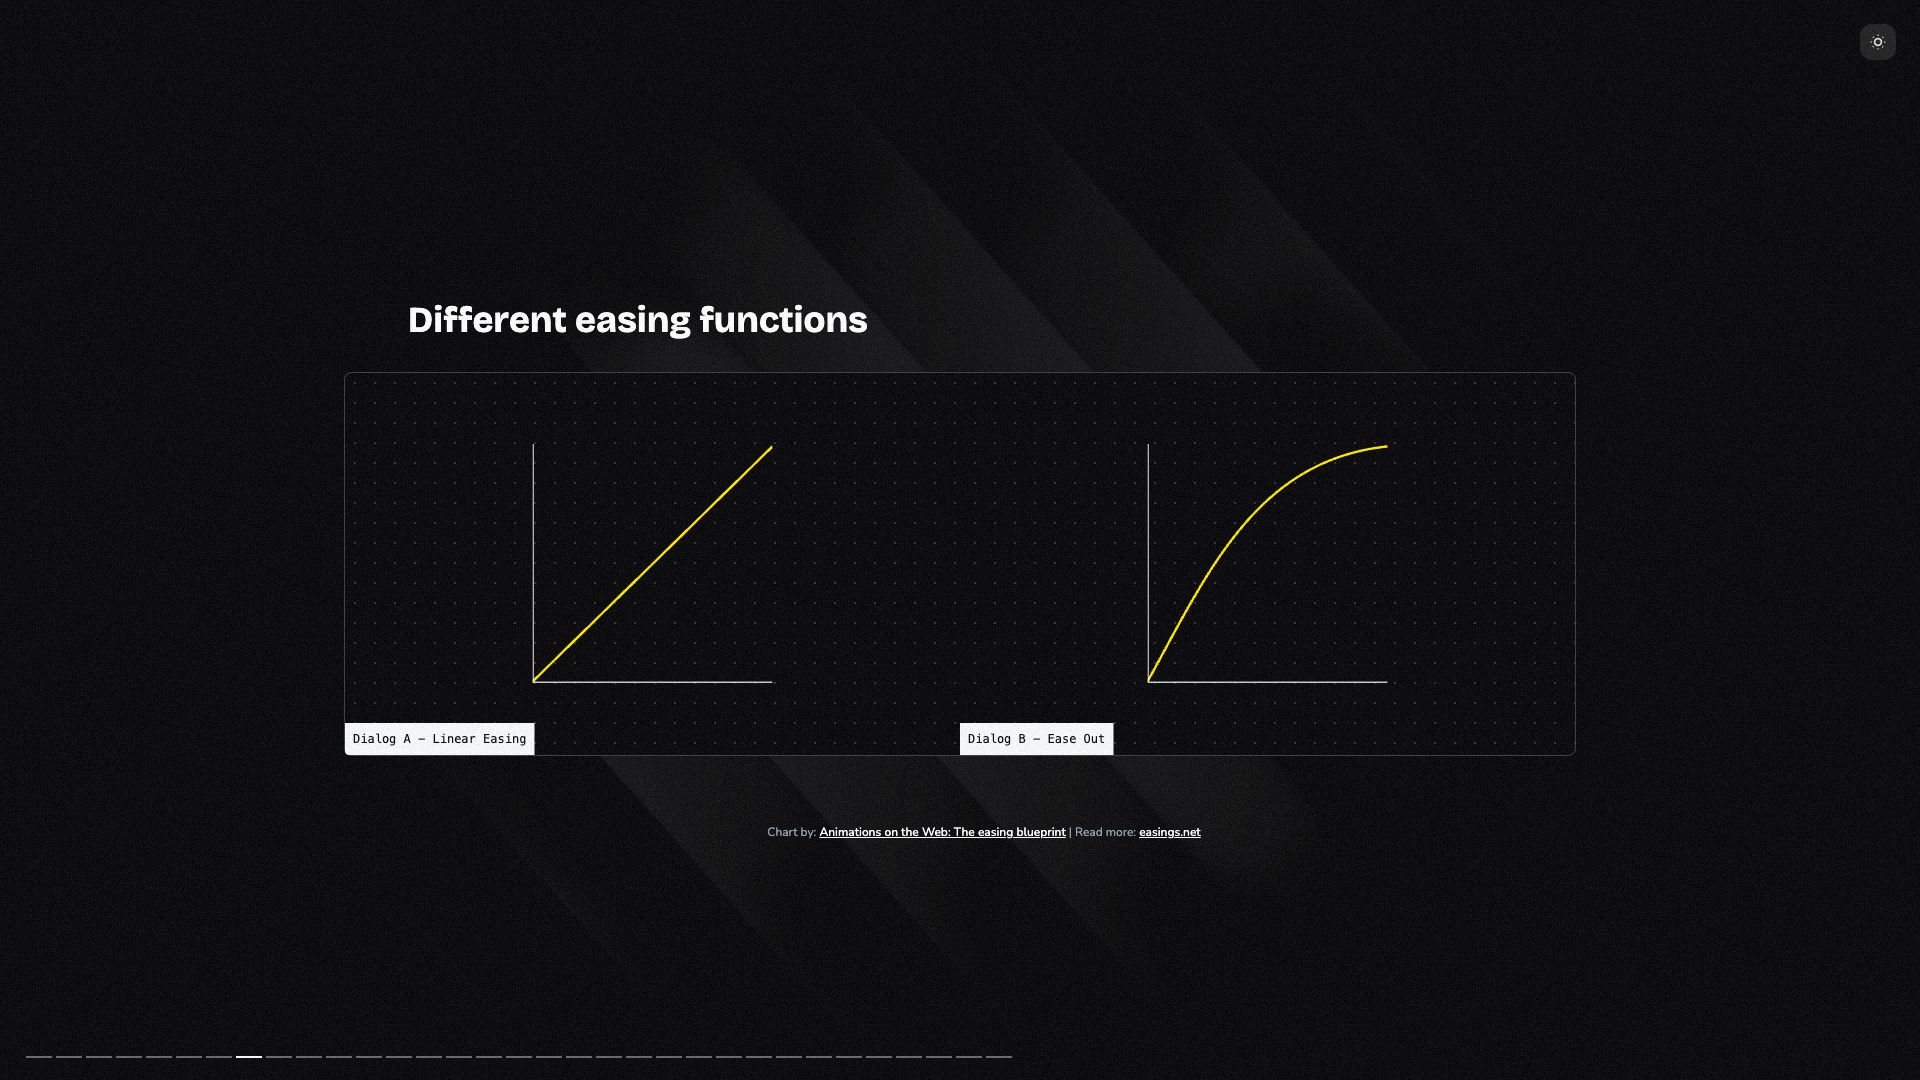 Different easing functions
Dialog A – Linear Easing
Dialog B – Ease Out
Chart by: Animations on the Web: The easing blueprint | Read more: easings.net